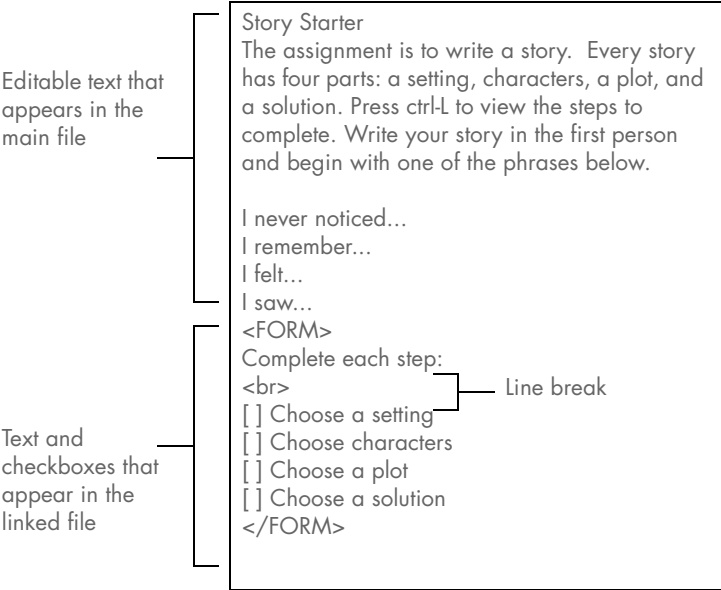 Editable text that
appears in the
main file
Story Starter
The assignment is to write a story.  Every story
has four parts: a setting, characters, a plot, and
a solution. Press ctrl-L to view the steps to
complete. Write your story in the first person
and begin with one of the phrases below.
I never noticed...
I remember...
I felt...
I saw...
<FORM>
Complete each step:
<br>
[ ] Choose a setting
[ ] Choose characters
[ ] Choose a plot
[ ] Choose a solution
</FORM>
Line break
Text and
checkboxes that
appear in the
linked file